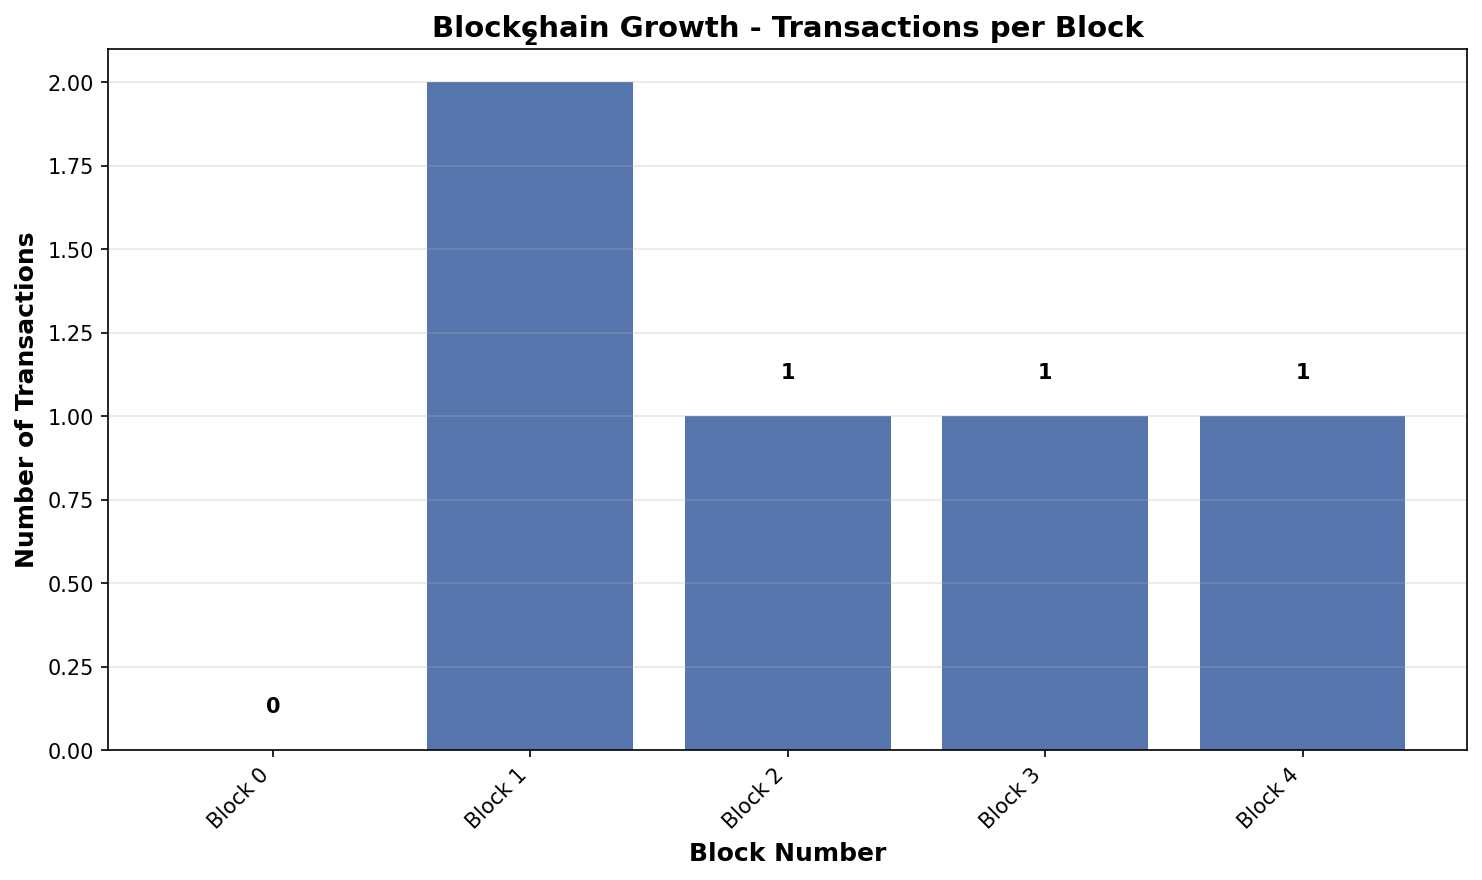 Blockchain Growth - Transactions per Block
2
2.00
1.75
1.50
1.25
1.00
0.75
0.50
0.25
0.00
Number of Transactions
0
1
1
1
Block 0
Block 1
Block 2
Block 3
Block 4
Block Number